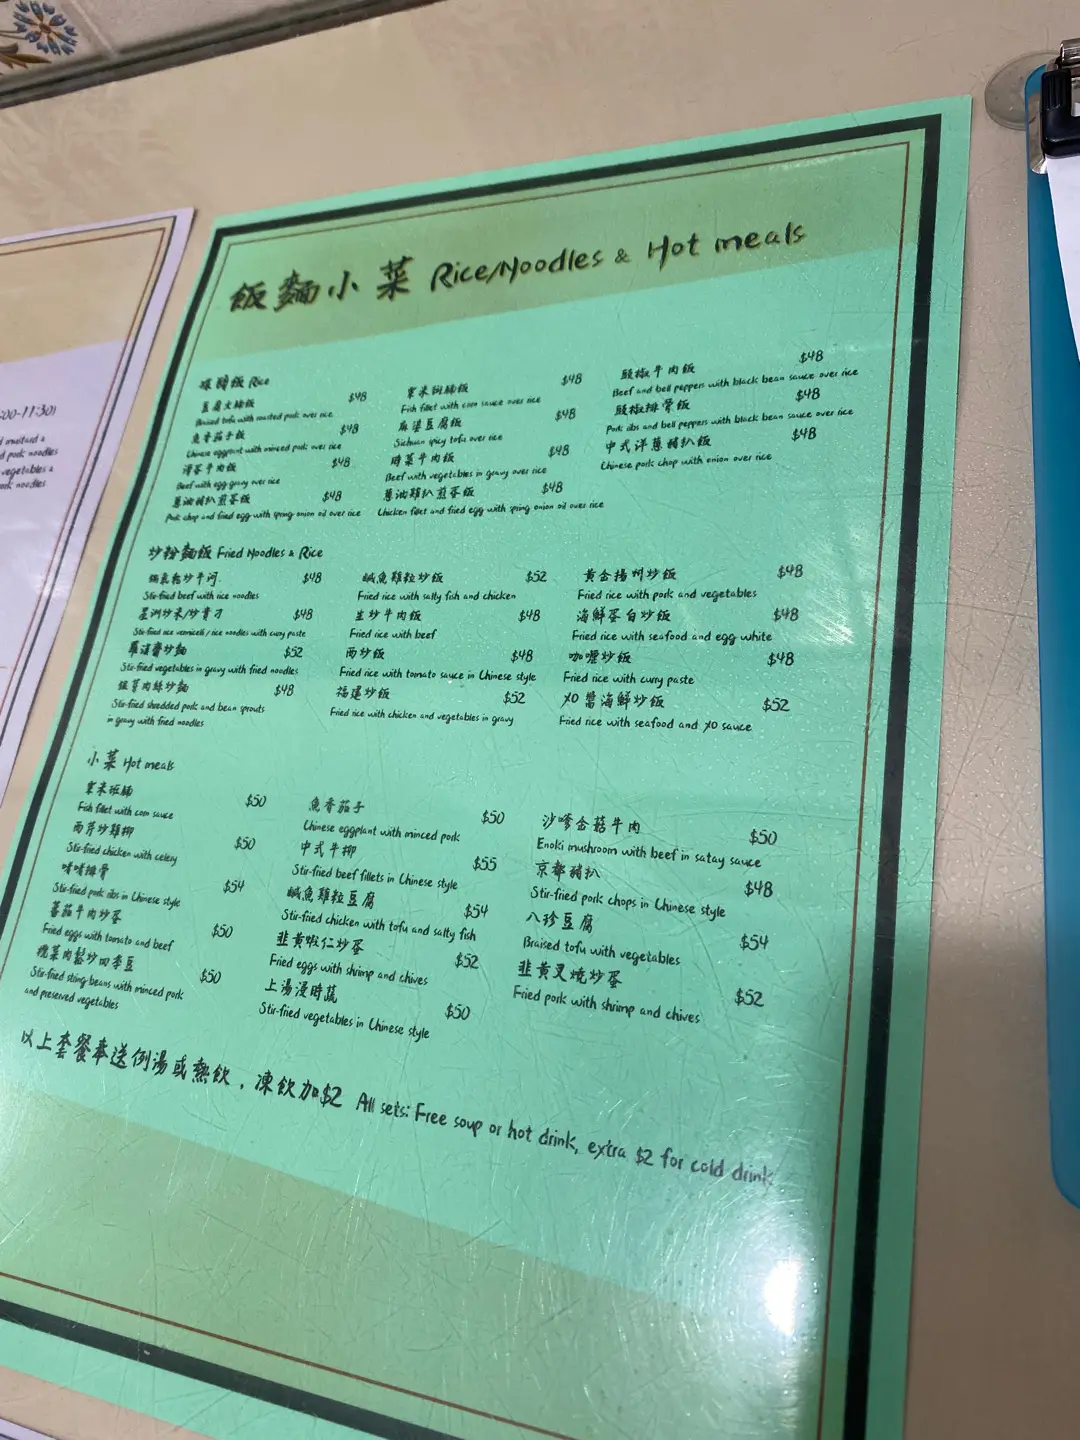 飯麵小菜 Rice/Noodles & Hot meals
飯 Rice
豆腐火腩飯 $48
Braised tofu with roasted pork over rice
魚香茄子飯 $48
Chinese eggplant with minced pork over rice
滑蛋牛肉飯 $48
Beef with egg gravy over rice
蔥油豬扒煎蛋飯 $48
Pork chop and fried egg with spring onion oil over rice
粟米斑腩飯 $48
Fish fillet with corn sauce over rice
麻婆豆腐飯 $48
Sichuan spicy tofu over rice
時菜牛肉飯 $48
Beef with vegetables in gravy over rice
蔥油雞扒煎蛋飯 $48
Chicken fillet and fried egg with spring onion oil over rice
豉椒牛肉飯 $48
Beef and bell peppers with black bean sauce over rice
豉椒排骨飯 $48
Pork ribs and bell peppers with black bean sauce over rice
中式洋蔥豬扒飯 $48
Chinese pork chop with onion over rice
炒粉麵飯 Fried Noodles & Rice
炒牛河 $48
Stir-fried beef with rice noodles
星洲炒米/炒貴刁 $48
Stir-fried rice vermicelli / rice noodles with curry paste
羅漢齋炒麵 $52
Stir-fried vegetables in gravy with fried noodles
銀芽肉絲炒麵 $48
Stir-fried shredded pork and bean sprouts
in gravy with fried noodles
鹹魚雞粒炒飯 $52
Fried rice with salty fish and chicken
生炒牛肉飯 $48
Fried rice with beef
西炒飯 $48
Fried rice with tomato sauce in Chinese style
福建炒飯 $52
Fried rice with chicken and vegetables in gravy
黃金揚州炒飯 $48
Fried rice with pork and vegetables
海鮮蛋白炒飯 $48
Fried rice with seafood and egg white
咖喱炒飯 $48
Fried rice with curry paste
XO醬海鮮炒飯 $52
Fried rice with seafood and XO sauce
小菜 Hot meals
粟米斑腩 $50
Fish fillet with corn sauce
西芹炒雞柳 $50
Stir-fried chicken with celery
排骨 $54
Stir-fried pork ribs in Chinese style
蕃茄牛肉炒蛋 $50
Fried eggs with tomato and beef
欖菜肉鬆炒四季豆 $50
Stir-fried string beans with minced pork
and preserved vegetables
魚香茄子 $50
Chinese eggplant with minced pork
中式牛柳 $55
Stir-fried beef fillets in Chinese style
鹹魚雞粒豆腐 $54
Stir-fried chicken with tofu and salty fish
韭黃蝦仁炒蛋 $52
Fried eggs with shrimp and chives
上湯浸時蔬 $50
Stir-fried vegetables in Chinese style
沙嗲金菇牛肉 $50
Enoki mushroom with beef in satay sauce
京都豬扒 $48
Stir-fried pork chops in Chinese style
八珍豆腐 $54
Braised tofu with vegetables
韭黃叉燒炒蛋 $52
Fried pork with shrimp and chives
以上套餐奉送例湯或熱飲，凍飲加$2 All sets: Free soup or hot drink, extra $2 for cold drink